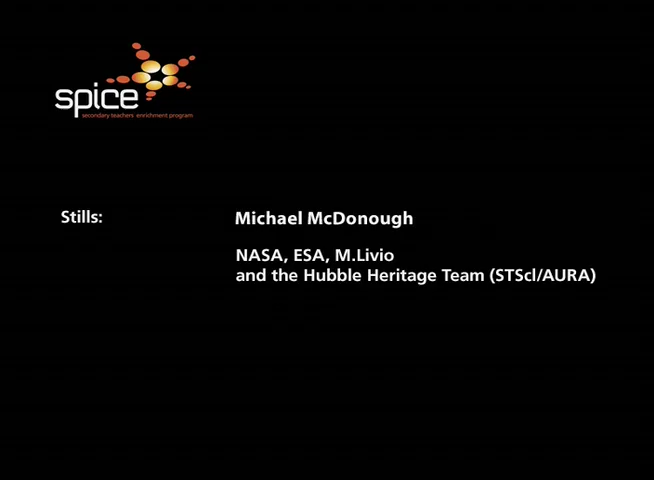 spice
secondary teachers enrichment program
Stills:
Michael McDonough
NASA, ESA, M.Livio
and the Hubble Heritage Team (STScl/AURA)